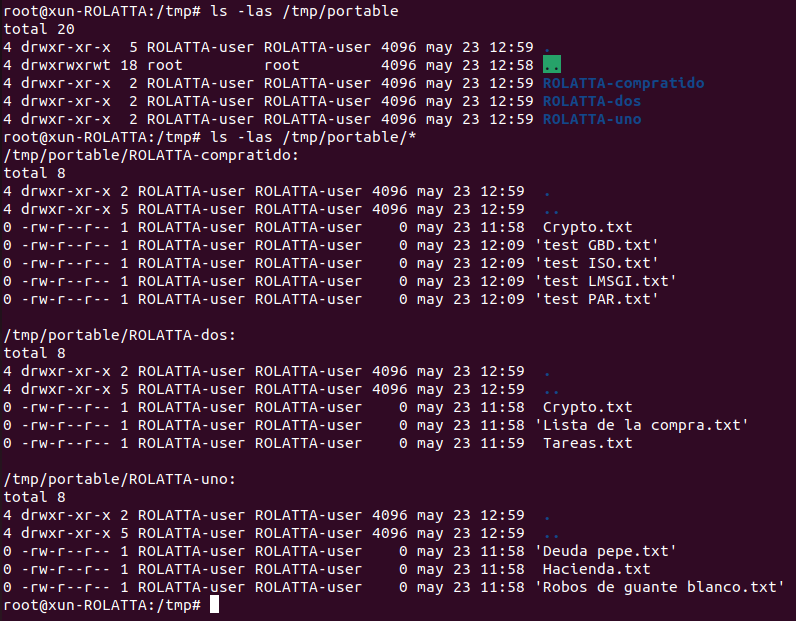 root@xun-ROLATTA:/tmp# ls -las /tmp/portable
total 20
4 drwxr-xr-x  5 ROLATTA-user ROLATTA-user 4096 may 23 12:59 .
4 drwxrwxrwt 18 root         root         4096 may 23 12:58 ..
4 drwxr-xr-x  2 ROLATTA-user ROLATTA-user 4096 may 23 12:59 ROLATTA-compratido
4 drwxr-xr-x  2 ROLATTA-user ROLATTA-user 4096 may 23 12:59 ROLATTA-dos
4 drwxr-xr-x  2 ROLATTA-user ROLATTA-user 4096 may 23 12:59 ROLATTA-uno
root@xun-ROLATTA:/tmp# ls -las /tmp/portable/*
/tmp/portable/ROLATTA-compratido:
total 8
4 drwxr-xr-x 2 ROLATTA-user ROLATTA-user 4096 may 23 12:59  .
4 drwxr-xr-x 5 ROLATTA-user ROLATTA-user 4096 may 23 12:59  ..
0 -rw-r--r-- 1 ROLATTA-user ROLATTA-user    0 may 23 11:58  Crypto.txt
0 -rw-r--r-- 1 ROLATTA-user ROLATTA-user    0 may 23 12:09 'test GBD.txt'
0 -rw-r--r-- 1 ROLATTA-user ROLATTA-user    0 may 23 12:09 'test ISO.txt'
0 -rw-r--r-- 1 ROLATTA-user ROLATTA-user    0 may 23 12:09 'test LMSGI.txt'
0 -rw-r--r-- 1 ROLATTA-user ROLATTA-user    0 may 23 12:09 'test PAR.txt'

/tmp/portable/ROLATTA-dos:
total 8
4 drwxr-xr-x 2 ROLATTA-user ROLATTA-user 4096 may 23 12:59  .
4 drwxr-xr-x 5 ROLATTA-user ROLATTA-user 4096 may 23 12:59  ..
0 -rw-r--r-- 1 ROLATTA-user ROLATTA-user    0 may 23 11:58  Crypto.txt
0 -rw-r--r-- 1 ROLATTA-user ROLATTA-user    0 may 23 11:58 'Lista de la compra.txt'
0 -rw-r--r-- 1 ROLATTA-user ROLATTA-user    0 may 23 11:59  Tareas.txt

/tmp/portable/ROLATTA-uno:
total 8
4 drwxr-xr-x 2 ROLATTA-user ROLATTA-user 4096 may 23 12:59  .
4 drwxr-xr-x 5 ROLATTA-user ROLATTA-user 4096 may 23 12:59  ..
0 -rw-r--r-- 1 ROLATTA-user ROLATTA-user    0 may 23 11:58 'Deuda pepe.txt'
0 -rw-r--r-- 1 ROLATTA-user ROLATTA-user    0 may 23 11:58  Hacienda.txt
0 -rw-r--r-- 1 ROLATTA-user ROLATTA-user    0 may 23 11:58 'Robos de guante blanco.txt'
root@xun-ROLATTA:/tmp#